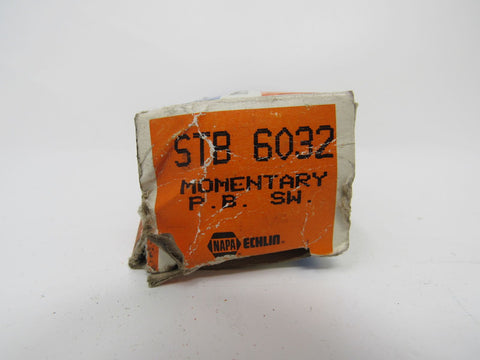 STB 6032
MOMENTARY
P.B. SW.
NAPA ECHLIN.